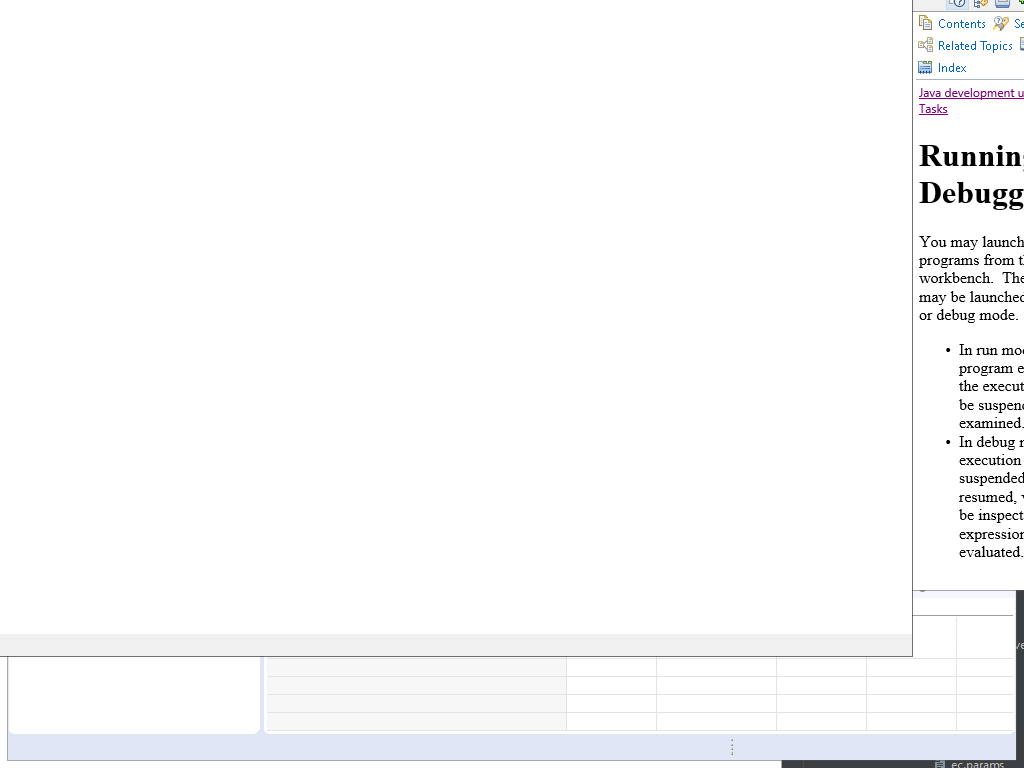 Contents Se
Related Topics
Index
Java development u
Tasks
Running
Debugg
You may launch
programs from t
workbench. The
may be launched
or debug mode.
• In run mo
program e
the execut
be suspend
examined.
• In debug
execution
suspended
resumed, v
be inspect
expression
evaluated.
ve
ec.params